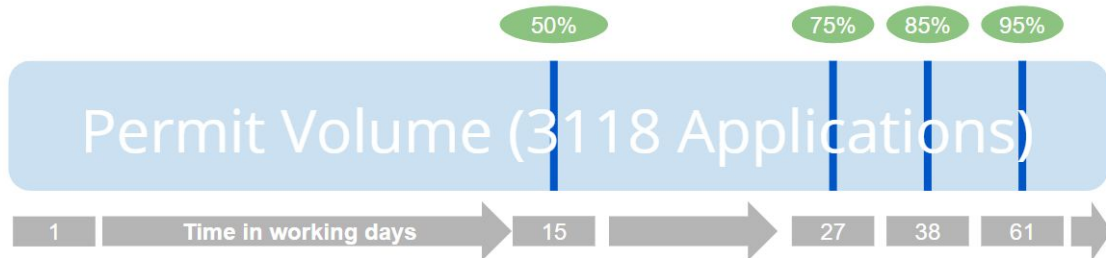 50% 75% 85% 95%
Permit Volume (3118 Applications)
1 Time in working days 15 27 38 61